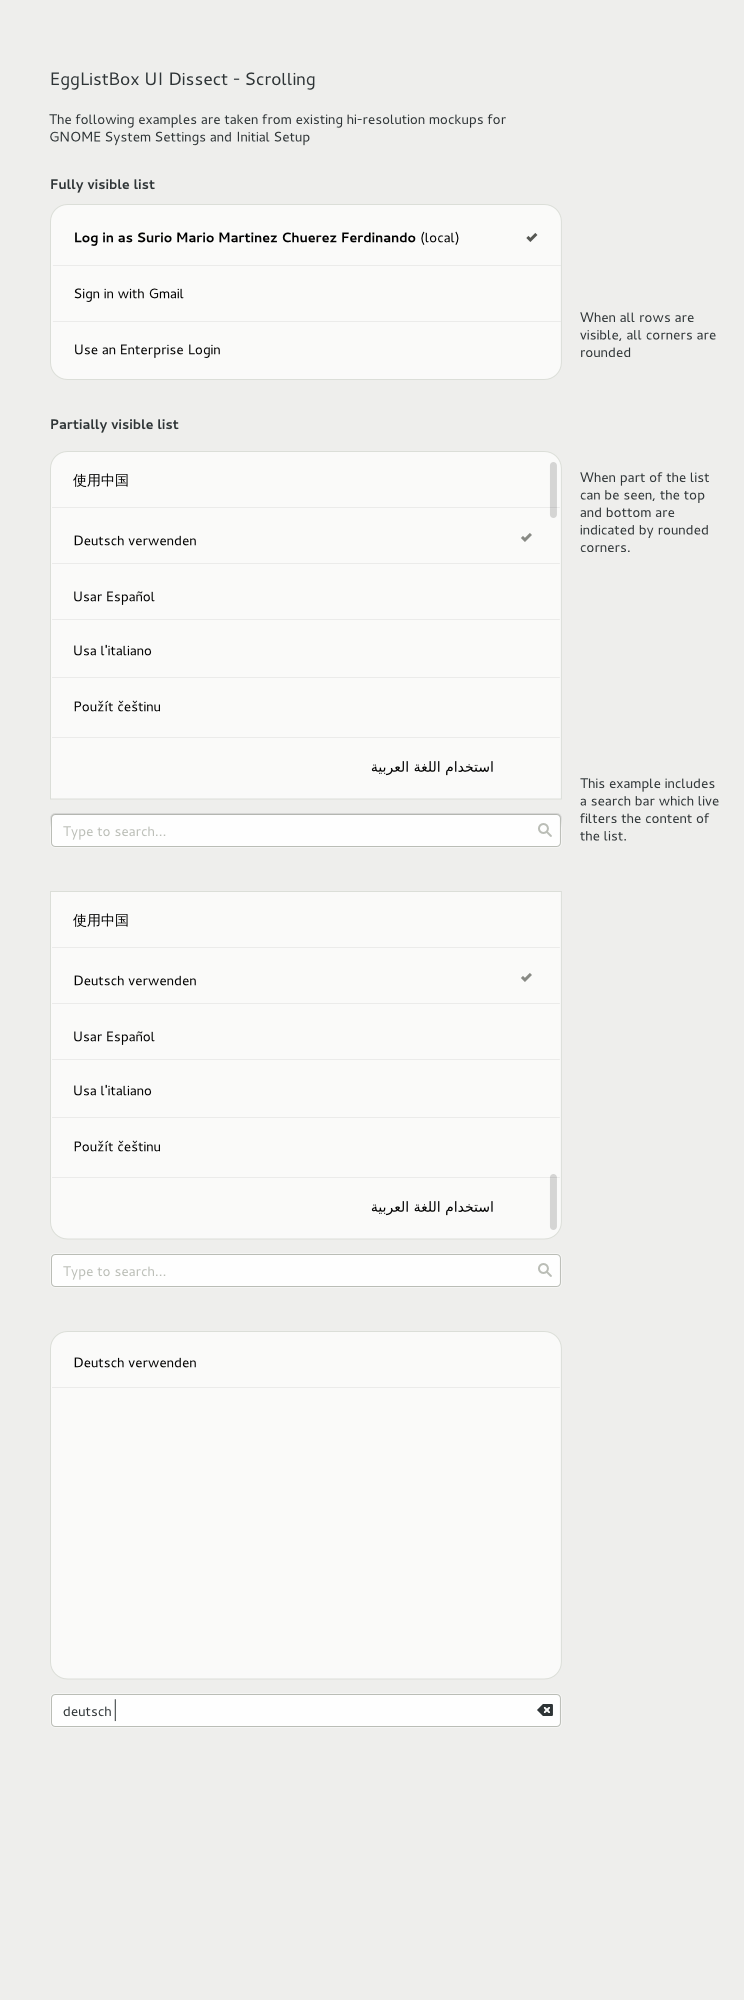 EggListBox UI Dissect - Scrolling
The following examples are taken from existing hi-resolution mockups for
GNOME System Settings and Initial Setup
Fully visible list
Log in as Surio Mario Martinez Chuerez Ferdinando (local)
Sign in with Gmail
Use an Enterprise Login
When all rows are
visible, all corners are
rounded
Partially visible list
使用中国
Deutsch verwenden
Usar Español
Usa l'italiano
Použít češtinu
استخدام اللغة العربية
When part of the list
can be seen, the top
and bottom are
indicated by rounded
corners.
Type to search...
This example includes
a search bar which live
filters the content of
the list.
使用中国
Deutsch verwenden
Usar Español
Usa l'italiano
Použít češtinu
استخدام اللغة العربية
Type to search...
Deutsch verwenden
deutsch